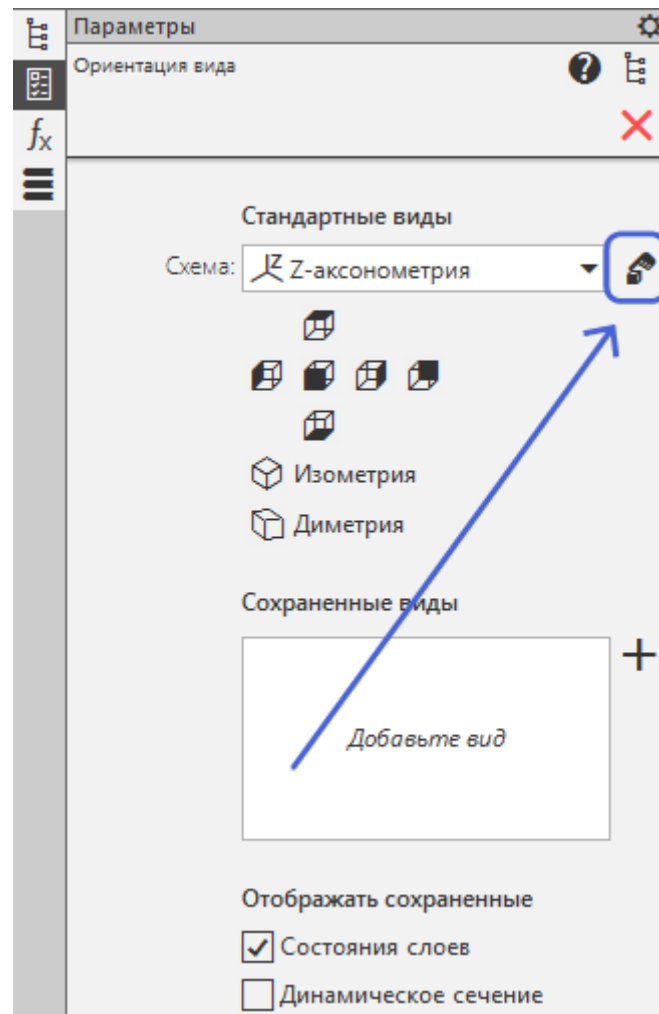 Параметры
Ориентация вида
?
fx
Стандартные виды
Схема: Z Z-аксонометрия
Изометрия
Диметрия
Сохраненные виды
+
Добавьте вид
Отображать сохраненные
Состояния слоев
Динамическое сечение